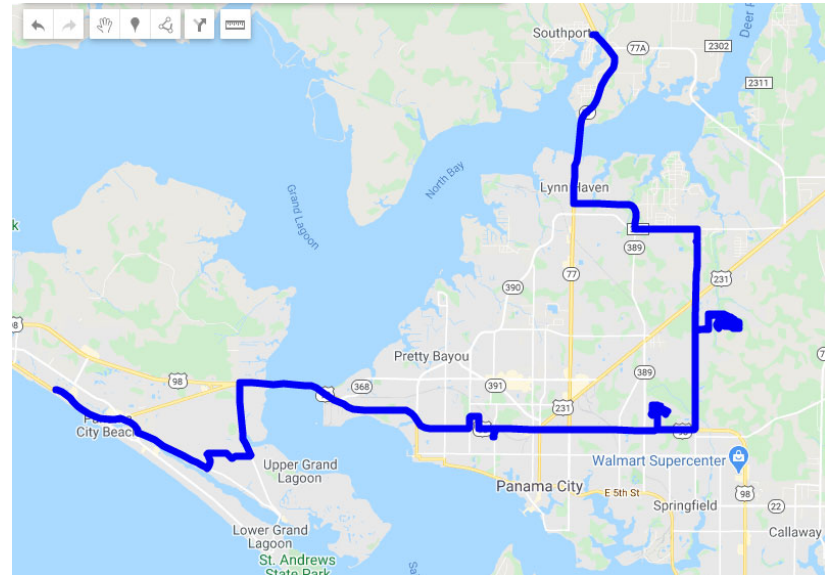 Southport
77A
2302
Deer
2311
North Bay
Lynn Haven
Grand Lagoon
k
389
231
77
390
98
98
Pretty Bayou
368
391
389
231
City Beach
Walmart Supercenter
Upper Grand
Lagoon
98
Panama City
E 5th St
Springfield
22
Lower Grand
Lagoon
Callaway
St. Andrews
State Park
Sa